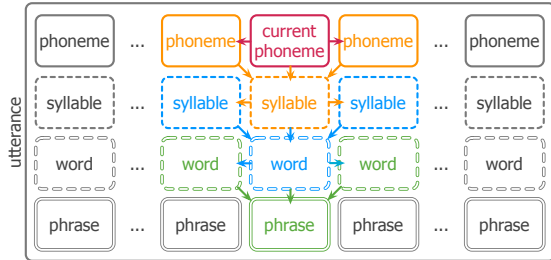 utterance
phoneme ... phoneme current phoneme phoneme ... phoneme
syllable ... syllable syllable syllable ... syllable
word ... word word word ... word
phrase ... phrase phrase phrase ... phrase